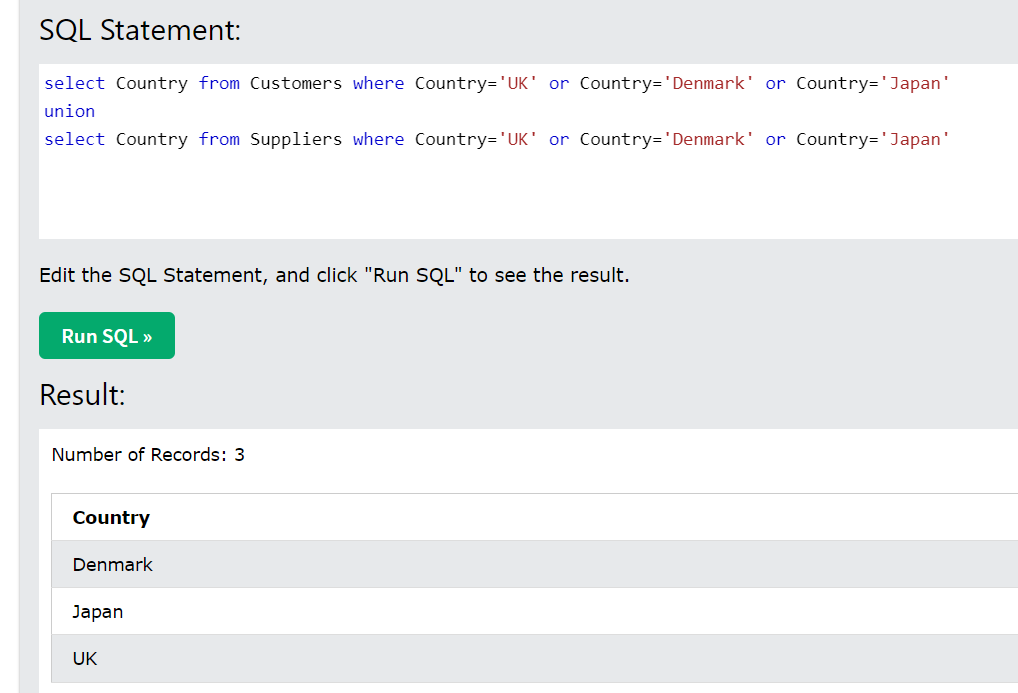 SQL Statement:
select Country from Customers where Country='UK' or Country='Denmark' or Country='Japan'
union
select Country from Suppliers where Country='UK' or Country='Denmark' or Country='Japan'
Edit the SQL Statement, and click "Run SQL" to see the result.
Run SQL »
Result:
Number of Records: 3
Country
Denmark
Japan
UK